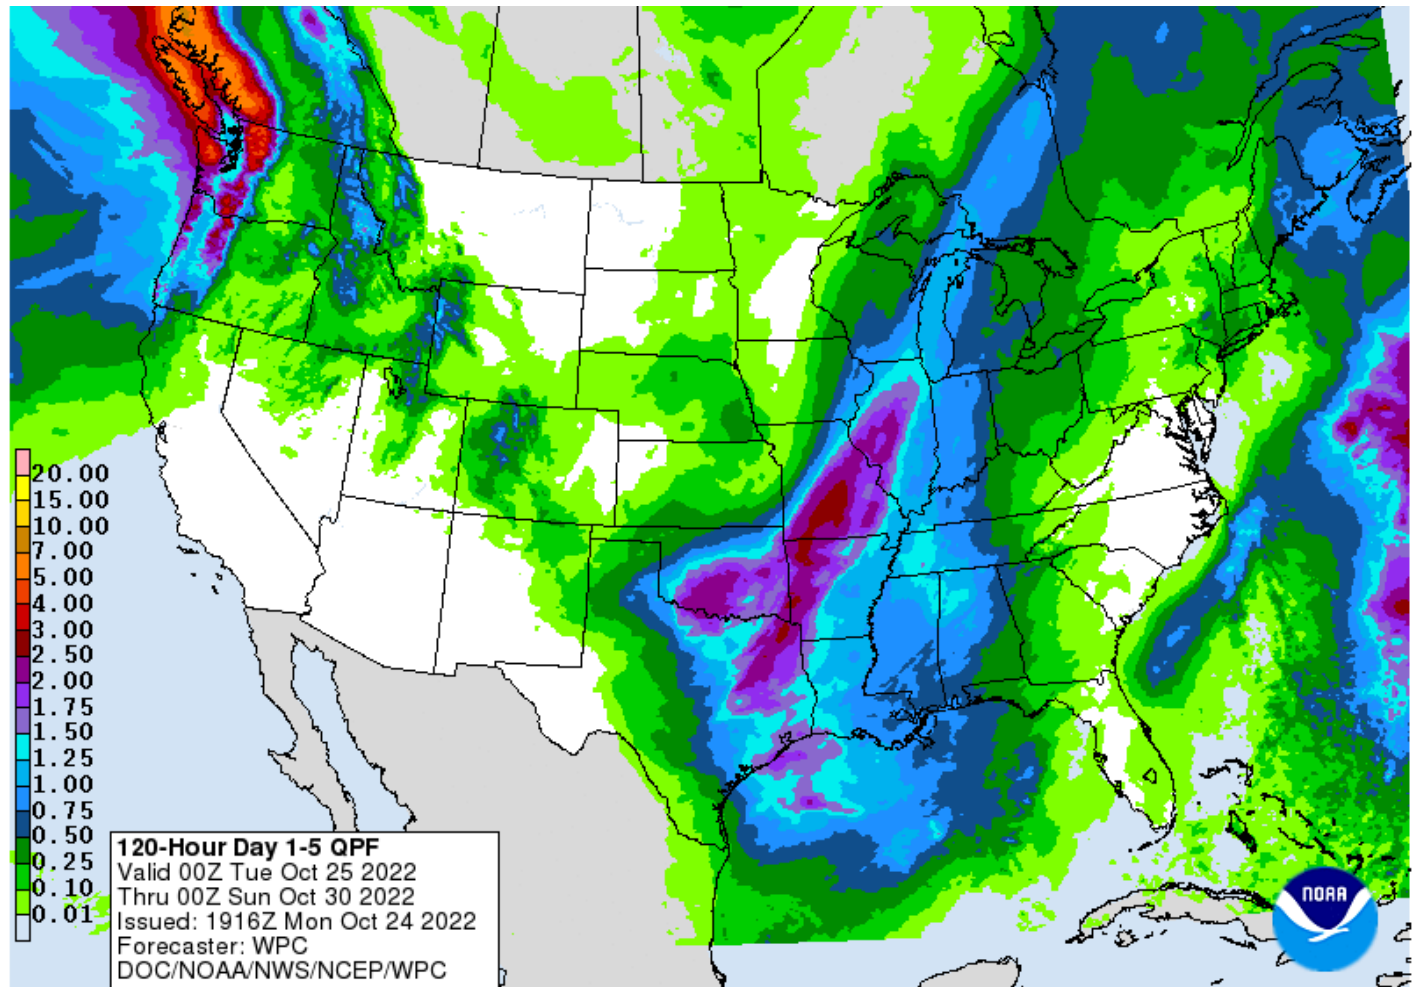 20.00
15.00
10.00
7.00
5.00
4.00
3.00
2.50
2.00
1.75
1.50
1.25
1.00
0.75
0.50
0.25
0.10
0.01
120-Hour Day 1-5 QPF
Valid 00Z Tue Oct 25 2022
Thru 00Z Sun Oct 30 2022
Issued: 1916Z Mon Oct 24 2022
Forecaster: WPC
DOC/NOAA/NWS/NCEP/WPC
NOAA